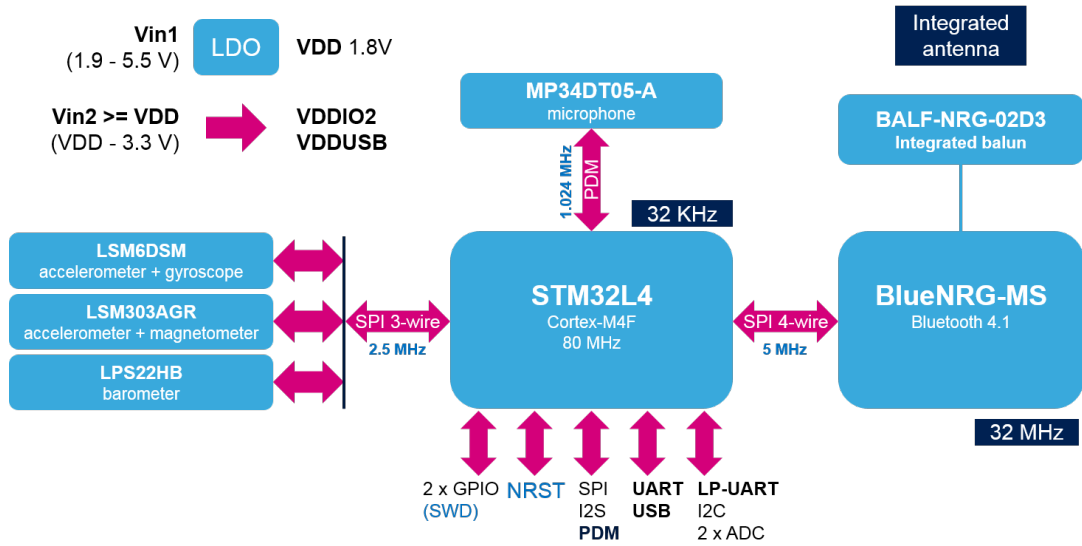 Vin1
(1.9 - 5.5 V)
LDO
VDD 1.8V
Integrated
antenna
Vin2 >= VDD
(VDD - 3.3 V)
VDDIO2
VDDUSB
MP34DT05-A
microphone
BALF-NRG-02D3
Integrated balun
1.024 MHz
PDM
32 KHz
LSM6DSM
accelerometer + gyroscope
LSM303AGR
accelerometer + magnetometer
LPS22HB
barometer
SPI 3-wire
2.5 MHz
STM32L4
Cortex-M4F
80 MHz
SPI 4-wire
5 MHz
BlueNRG-MS
Bluetooth 4.1
32 MHz
2 x GPIO
(SWD)
NRST
SPI
I2S
PDM
UART
USB
LP-UART
I2C
2 x ADC